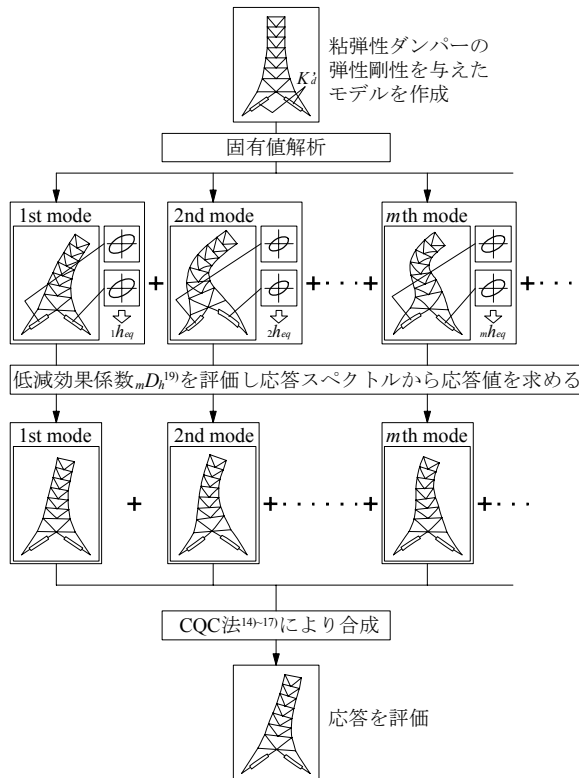 粘弾性ダンパーの
弾性剛性を与えた
モデルを作成
K'd
固有値解析
1st mode
2nd mode
mth mode
+
+ · · · · · +
+ · · ·
1heq
2heq
mheq
低減効果係数mDh19)を評価し応答スペクトルから応答値を求める
1st mode
2nd mode
mth mode
+
+ · · · · · · +
+ · · ·
CQC法14)~17)により合成
応答を評価